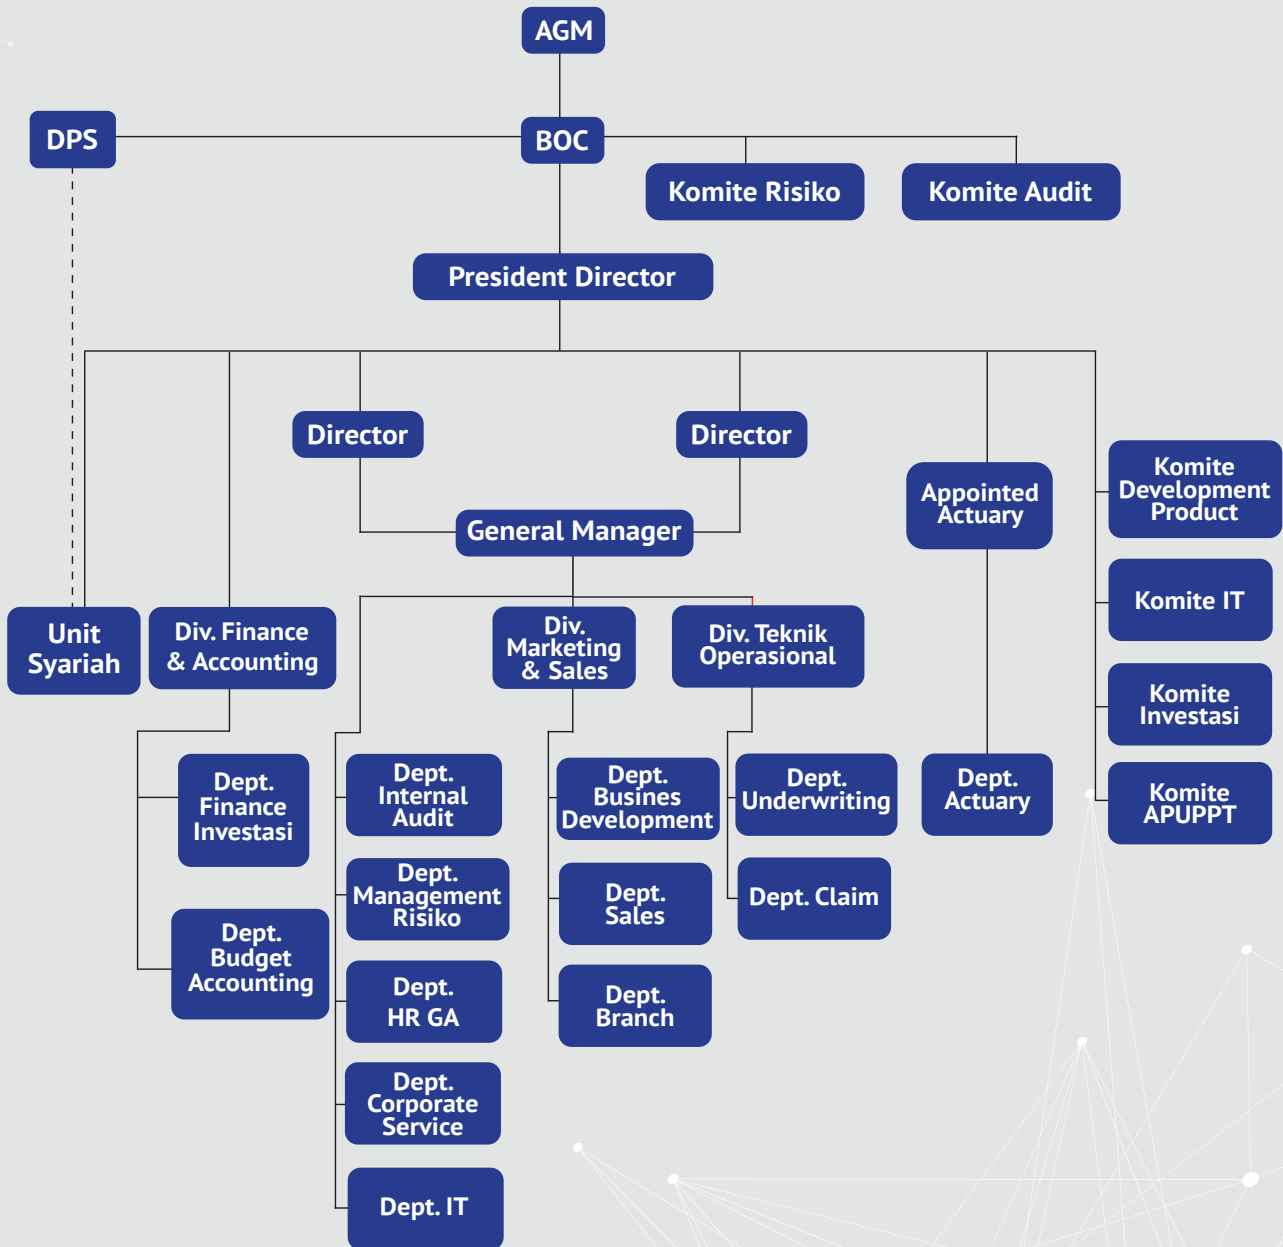 AGM
DPS
BOC
Komite Risiko
Komite Audit
President Director
Director
Director
General Manager
Appointed
Actuary
Komite
Development
Product
Komite IT
Komite
Investasi
Komite
APUPPT
Unit
Syariah
Div. Finance
& Accounting
Div.
Marketing
& Sales
Div. Teknik
Operasional
Dept.
Finance
Investasi
Dept.
Budget
Accounting
Dept.
Internal
Audit
Dept.
Management
Risiko
Dept.
HR GA
Dept.
Corporate
Service
Dept. IT
Dept.
Busines
Development
Dept.
Sales
Dept.
Branch
Dept.
Underwriting
Dept. Claim
Dept.
Actuary